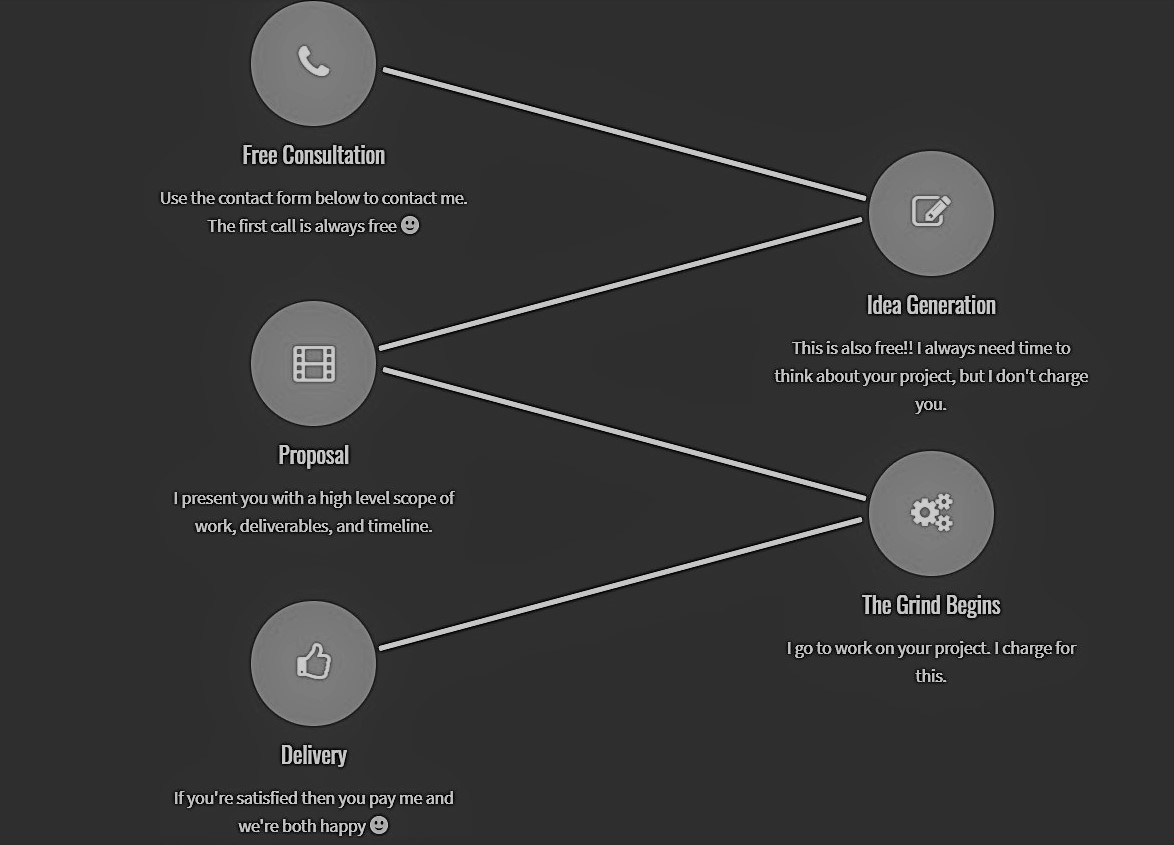 Free Consultation
Use the contact form below to contact me.
The first call is always free
Idea Generation
This is also free!! I always need time to
think about your project, but I don't charge
you.
Proposal
I present you with a high level scope of
work, deliverables, and timeline.
The Grind Begins
I go to work on your project. I charge for
this.
Delivery
If you're satisfied then you pay me and
we're both happy